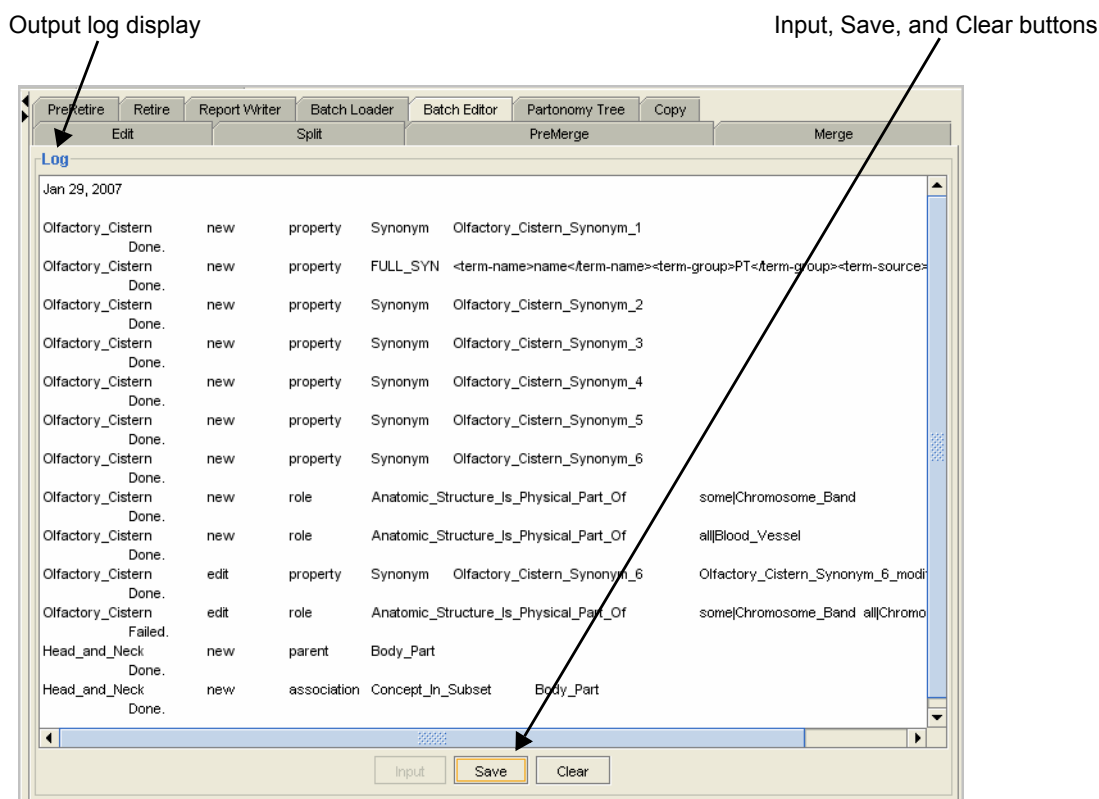 Output log display
Input, Save, and Clear buttons
PreRetire Retire Report Writer Batch Loader Batch Editor Partonomy Tree Copy
Edit Split PreMerge Merge
Log
Jan 29, 2007
Olfactory_Cistern new property Synonym Olfactory_Cistern_Synonym_1
Done.
Olfactory_Cistern new property FULL_SYN <term-name>name</term-name><term-group>PT</term-group><term-source>
Done.
Olfactory_Cistern new property Synonym Olfactory_Cistern_Synonym_2
Done.
Olfactory_Cistern new property Synonym Olfactory_Cistern_Synonym_3
Done.
Olfactory_Cistern new property Synonym Olfactory_Cistern_Synonym_4
Done.
Olfactory_Cistern new property Synonym Olfactory_Cistern_Synonym_5
Done.
Olfactory_Cistern new property Synonym Olfactory_Cistern_Synonym_6
Done.
Olfactory_Cistern new role Anatomic_Structure_Is_Physical_Part_Of some|Chromosome_Band
Done.
Olfactory_Cistern new role Anatomic_Structure_Is_Physical_Part_Of all|Blood_Vessel
Done.
Olfactory_Cistern edit property Synonym Olfactory_Cistern_Synonym_6 Olfactory_Cistern_Synonym_6_modif
Done.
Olfactory_Cistern edit role Anatomic_Structure_Is_Physical_Part_Of some|Chromosome_Band all|Chromo
Failed.
Head_and_Neck new parent Body_Part
Done.
Head_and_Neck new association Concept_In_Subset Body_Part
Done.
Input Save Clear